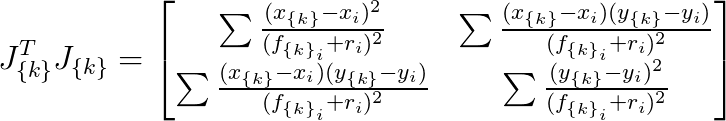 J_{\{k\}}^T J_{\{k\}} = \begin{bmatrix} \sum \frac{(x_{\{k\}} - x_i)^2}{(f_{\{k\}_i} + r_i)^2} & \sum \frac{(x_{\{k\}} - x_i)(y_{\{k\}} - y_i)}{(f_{\{k\}_i} + r_i)^2} \\ \sum \frac{(x_{\{k\}} - x_i)(y_{\{k\}} - y_i)}{(f_{\{k\}_i} + r_i)^2} & \sum \frac{(y_{\{k\}} - y_i)^2}{(f_{\{k\}_i} + r_i)^2} \end{bmatrix}